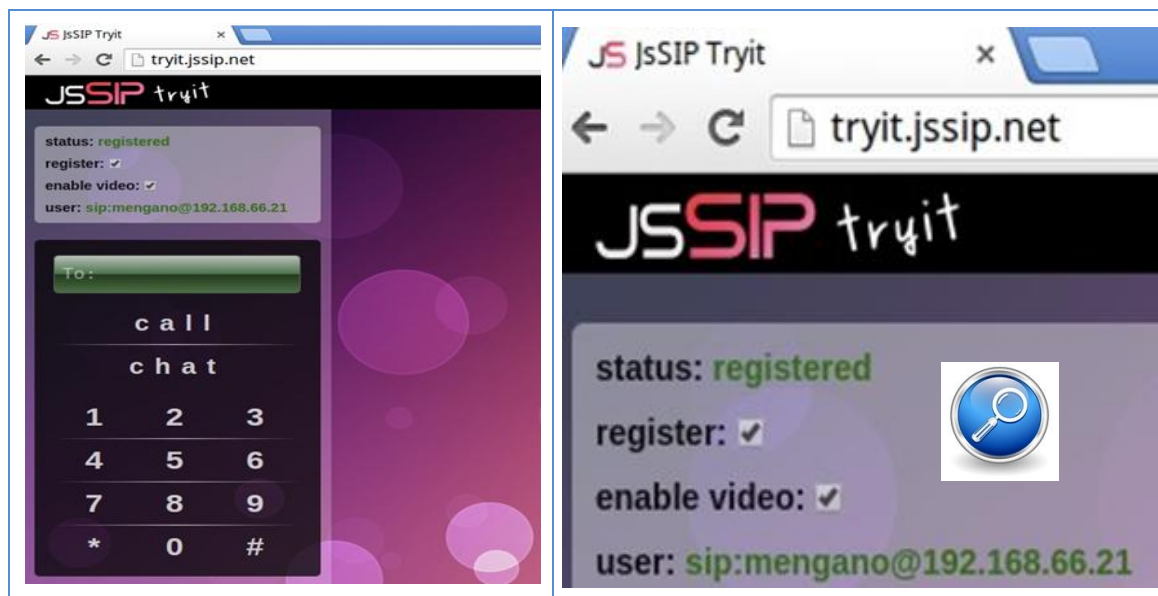 JS JsSIP Tryit ×
tryit.jssip.net
JSSIP tryit
status: registered
register:
enable video:
user: sip:mengano@192.168.66.21
To:
call
chat
1 2 3
4 5 6
7 8 9
* 0 #
JS JsSIP Tryit ×
tryit.jssip.net
JSSIP tryit
status: registered
register:
enable video:
user: sip:mengano@192.168.66.21